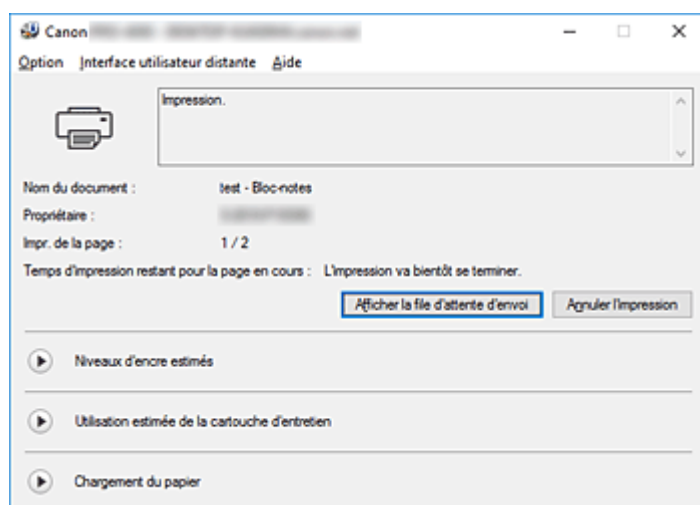 Canon
Option Interface utilisateur distante Aide
Impression.
Nom du document : test - Bloc-notes
Propriétaire :
Impr. de la page : 1 / 2
Temps d'impression restant pour la page en cours : L'impression va bientôt se terminer.
Afficher la file d'attente d'envoi Annuler l'impression
Niveaux d'encre estimés
Utilisation estimée de la cartouche d'entretien
Chargement du papier